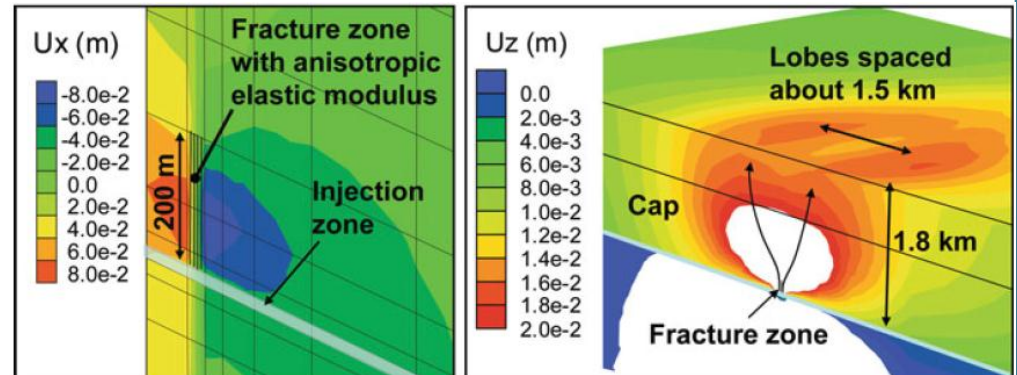 Ux (m)
-8.0e-2
-6.0e-2
-4.0e-2
-2.0e-2
0.0
2.0e-2
4.0e-2
6.0e-2
8.0e-2
Fracture zone
with anisotropic
elastic modulus
200 m
Injection
zone
Uz (m)
0.0
2.0e-3
4.0e-3
6.0e-3
8.0e-3
1.0e-2
1.2e-2
1.4e-2
1.6e-2
1.8e-2
2.0e-2
Lobes spaced
about 1.5 km
Cap
1.8 km
Fracture zone